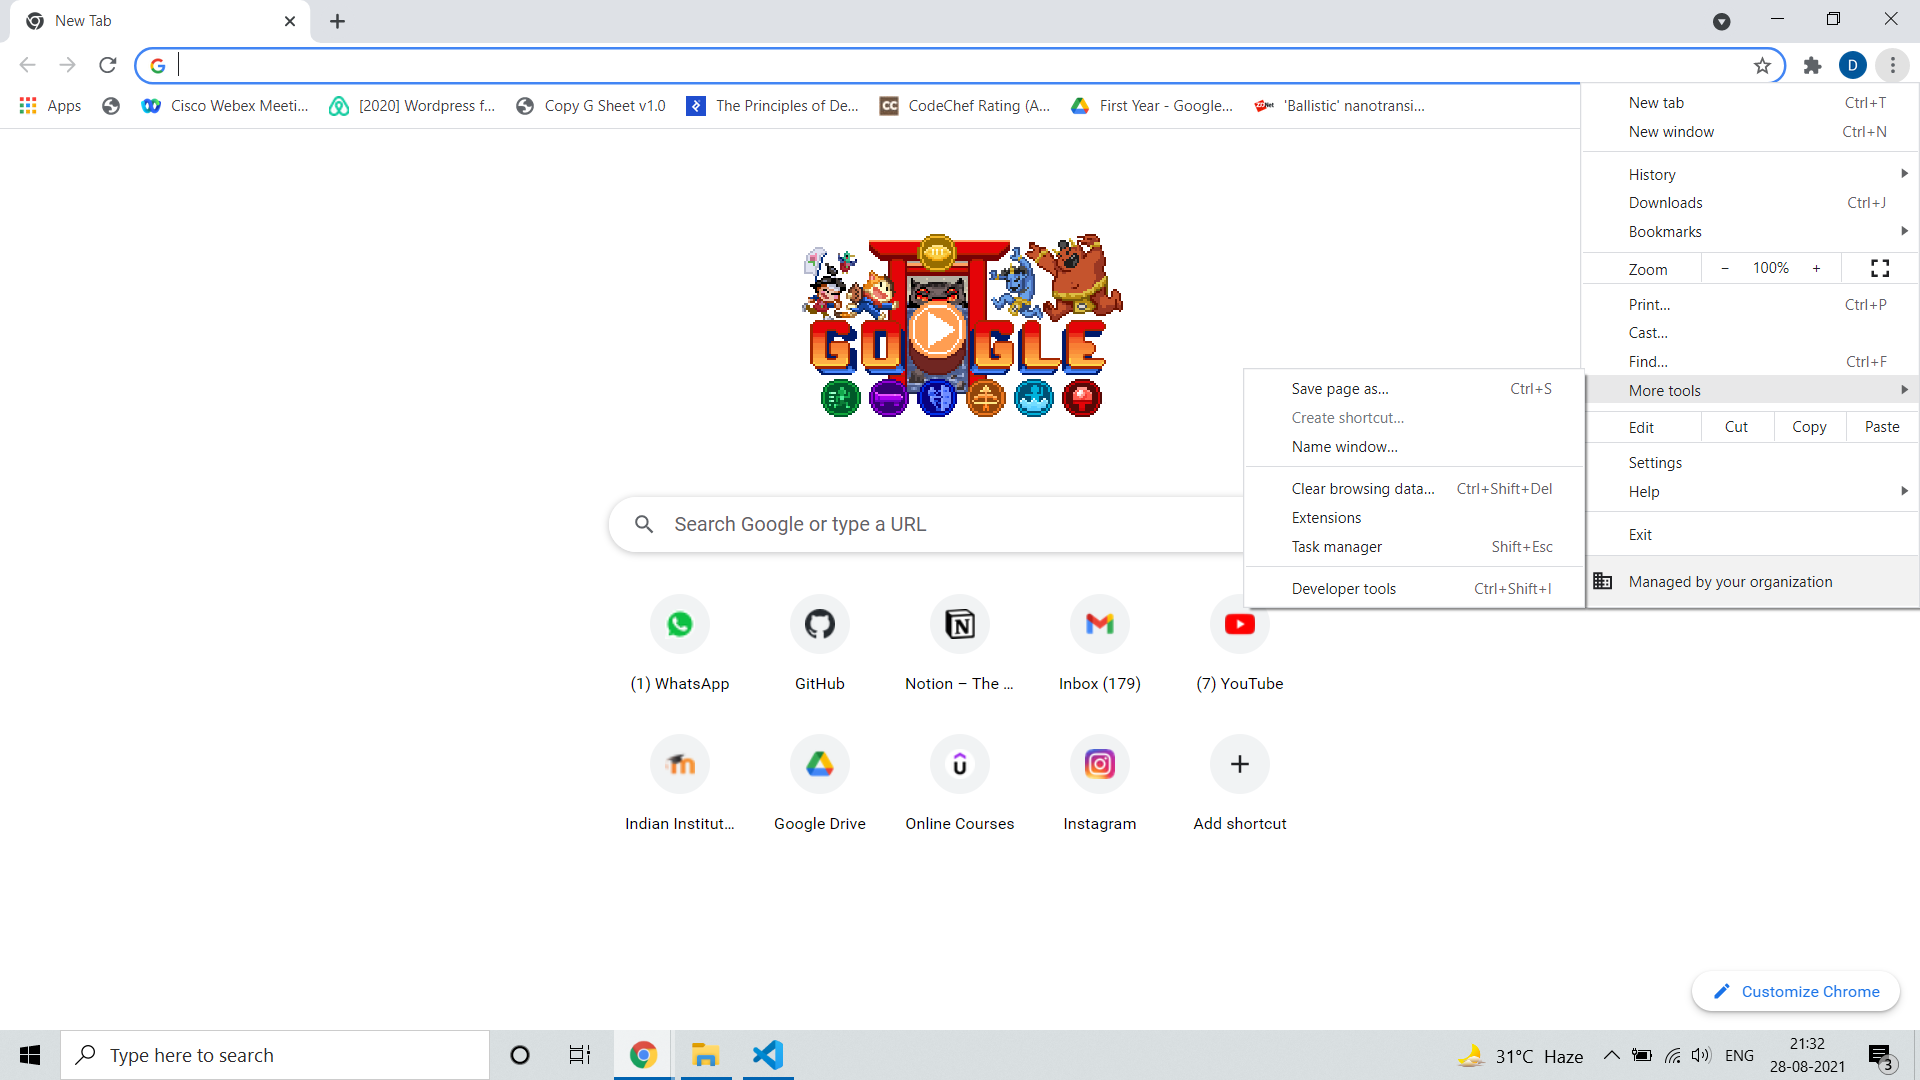 New Tab
D
Apps
Cisco Webex Meeti...
[2020] Wordpress f...
Copy G Sheet v1.0
The Principles of De...
CC
CodeChef Rating (A...
First Year - Google...
'Ballistic' nanotransi...
New tab Ctrl+T
New window Ctrl+N
History
Downloads Ctrl+J
Bookmarks
Zoom - 100% +
Print... Ctrl+P
Cast...
Find... Ctrl+F
More tools
Edit Cut Copy Paste
Settings
Help
Exit
Managed by your organization
Save page as... Ctrl+S
Create shortcut...
Name window...
Clear browsing data... Ctrl+Shift+Del
Extensions
Task manager Shift+Esc
Developer tools Ctrl+Shift+I
GOOGLE
Search Google or type a URL
(1) WhatsApp
GitHub
Notion – The ...
Inbox (179)
(7) YouTube
Indian Institut...
Google Drive
Online Courses
Instagram
Add shortcut
Customize Chrome
Type here to search
31°C Haze
ENG
21:32
28-08-2021
3